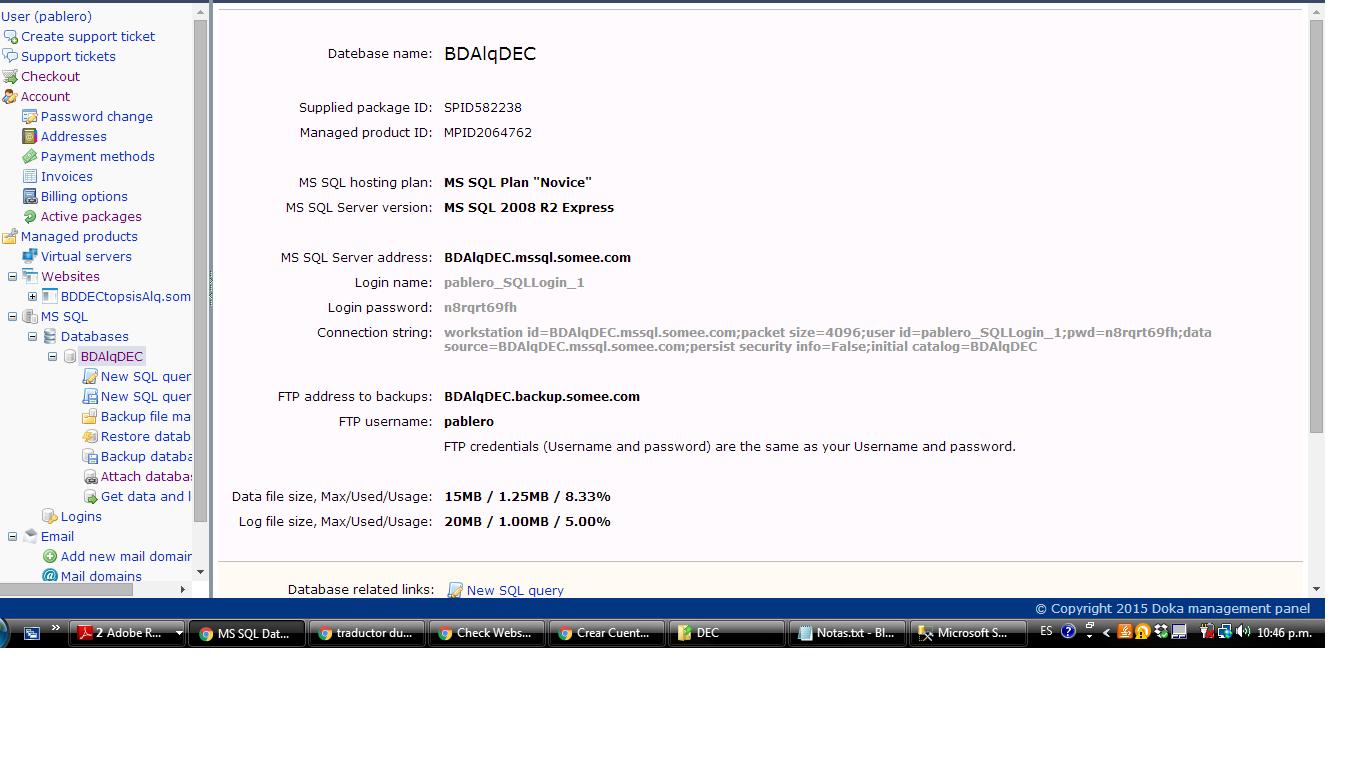 User (pablero)
Create support ticket
Support tickets
Checkout
Account
Password change
Addresses
Payment methods
Invoices
Billing options
Active packages
Managed products
Virtual servers
Websites
BDDECtopsisAlq.som
MS SQL
Databases
BDAlqDEC
New SQL quer
New SQL quer
Backup file ma
Restore datab
Backup databa
Attach databas
Get data and l
Logins
Email
Add new mail domain
Mail domains
Datebase name: BDAlqDEC
Supplied package ID: SPID582238
Managed product ID: MPID2064762
MS SQL hosting plan: MS SQL Plan "Novice"
MS SQL Server version: MS SQL 2008 R2 Express
MS SQL Server address: BDAlqDEC.mssql.somee.com
Login name: pablero_SQLLogin_1
Login password: n8rqrt69fh
Connection string: workstation id=BDAlqDEC.mssql.somee.com;packet size=4096;user id=pablero_SQLLogin_1;pwd=n8rqrt69fh;data
source=BDAlqDEC.mssql.somee.com;persist security info=False;initial catalog=BDAlqDEC
FTP address to backups: BDAlqDEC.backup.somee.com
FTP username: pablero
FTP credentials (Username and password) are the same as your Username and password.
Data file size, Max/Used/Usage: 15MB / 1.25MB / 8.33%
Log file size, Max/Used/Usage: 20MB / 1.00MB / 5.00%
Database related links: New SQL query
© Copyright 2015 Doka management panel
2 Adobe R... MS SQL Dat... traductor du... Check Webs... Crear Cuent... DEC Notas.txt - Bl... Microsoft S... ES 10:46 p.m.